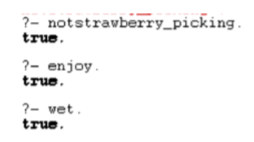 ?- notstrawberry_picking.
true.
?- enjoy.
true.
?- wet.
true.